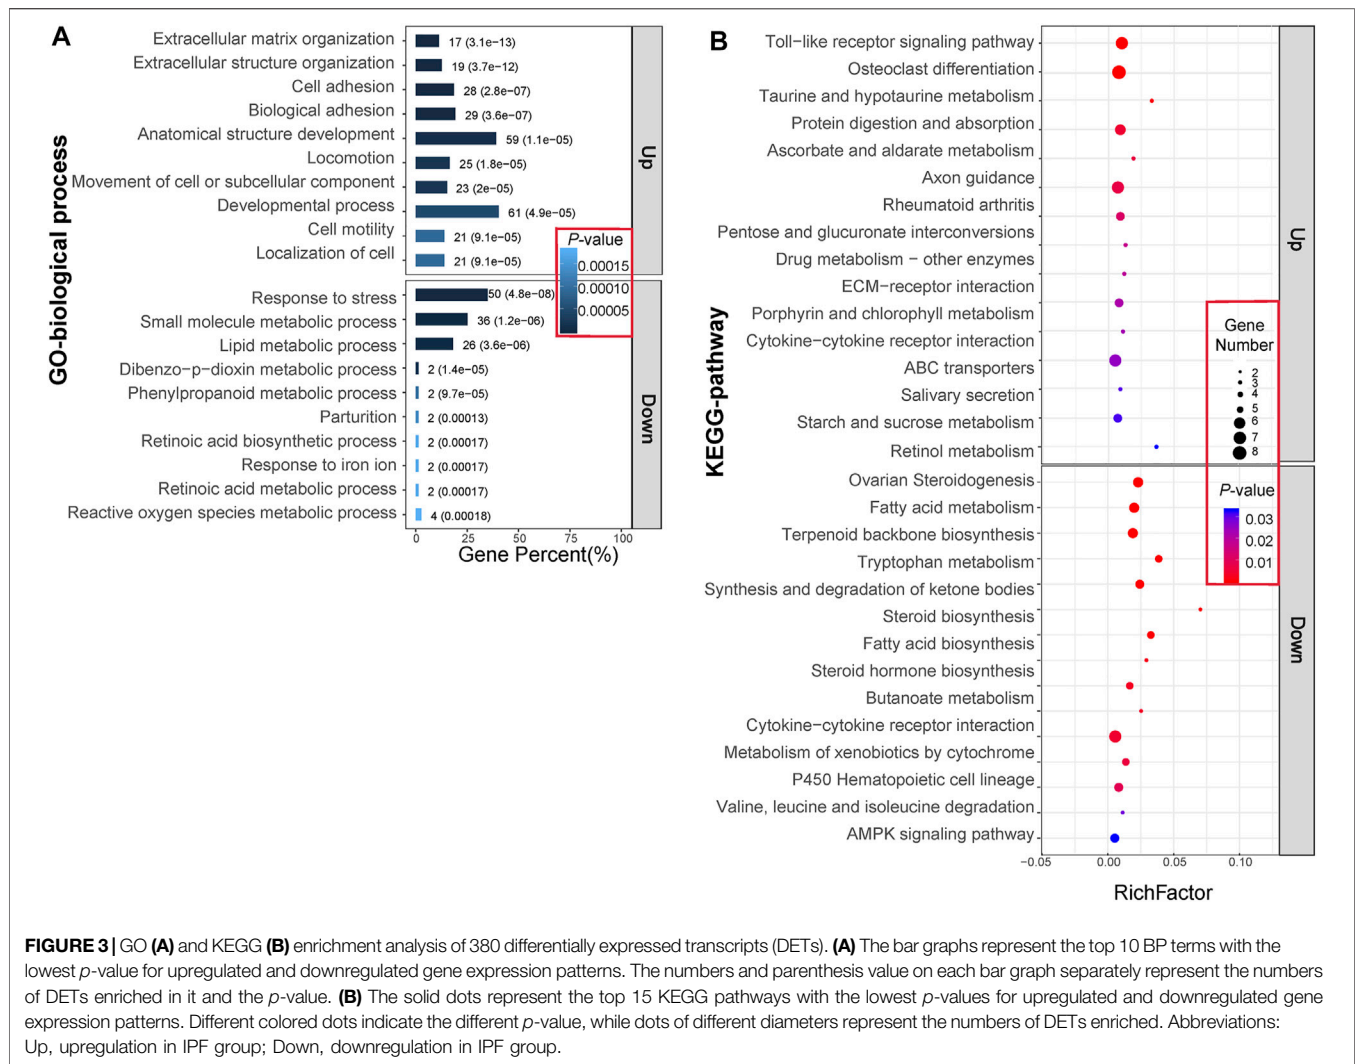 A
GO-biological process
Extracellular matrix organization
Extracellular structure organization
Cell adhesion
Biological adhesion
Anatomical structure development
Locomotion
Movement of cell or subcellular component
Developmental process
Cell motility
Localization of cell
17 (3.1e−13)
19 (3.7e−12)
28 (2.8e−07)
29 (3.6e−07)
59 (1.1e−05)
25 (1.8e−05)
23 (2e−05)
61 (4.9e−05)
21 (9.1e−05)
21 (9.1e−05)
Up
Response to stress
Small molecule metabolic process
Lipid metabolic process
Dibenzo−p−dioxin metabolic process
Phenylpropanoid metabolic process
Parturition
Retinoic acid biosynthetic process
Response to iron ion
Retinoic acid metabolic process
Reactive oxygen species metabolic process
50 (4.8e−08)
36 (1.2e−06)
26 (3.6e−06)
2 (1.4e−05)
2 (9.7e−05)
2 (0.00013)
2 (0.00017)
2 (0.00017)
2 (0.00017)
4 (0.00018)
Down
P-value
0.00015
0.00010
0.00005
0 25 50 75 100
Gene Percent(%)
B
KEGG-pathway
Toll−like receptor signaling pathway
Osteoclast differentiation
Taurine and hypotaurine metabolism
Protein digestion and absorption
Ascorbate and aldarate metabolism
Axon guidance
Rheumatoid arthritis
Pentose and glucuronate interconversions
Drug metabolism − other enzymes
ECM−receptor interaction
Porphyrin and chlorophyll metabolism
Cytokine−cytokine receptor interaction
ABC transporters
Salivary secretion
Starch and sucrose metabolism
Retinol metabolism
Up
Ovarian Steroidogenesis
Fatty acid metabolism
Terpenoid backbone biosynthesis
Tryptophan metabolism
Synthesis and degradation of ketone bodies
Steroid biosynthesis
Fatty acid biosynthesis
Steroid hormone biosynthesis
Butanoate metabolism
Cytokine−cytokine receptor interaction
Metabolism of xenobiotics by cytochrome
P450 Hematopoietic cell lineage
Valine, leucine and isoleucine degradation
AMPK signaling pathway
Down
Gene
Number
2
3
4
5
6
7
8
P-value
0.03
0.02
0.01
−0.05 0.00 0.05 0.10
RichFactor
FIGURE 3 | GO (A) and KEGG (B) enrichment analysis of 380 differentially expressed transcripts (DETs). (A) The bar graphs represent the top 10 BP terms with the
lowest p-value for upregulated and downregulated gene expression patterns. The numbers and parenthesis value on each bar graph separately represent the numbers
of DETs enriched in it and the p-value. (B) The solid dots represent the top 15 KEGG pathways with the lowest p-values for upregulated and downregulated gene
expression patterns. Different colored dots indicate the different p-value, while dots of different diameters represent the numbers of DETs enriched. Abbreviations:
Up, upregulation in IPF group; Down, downregulation in IPF group.